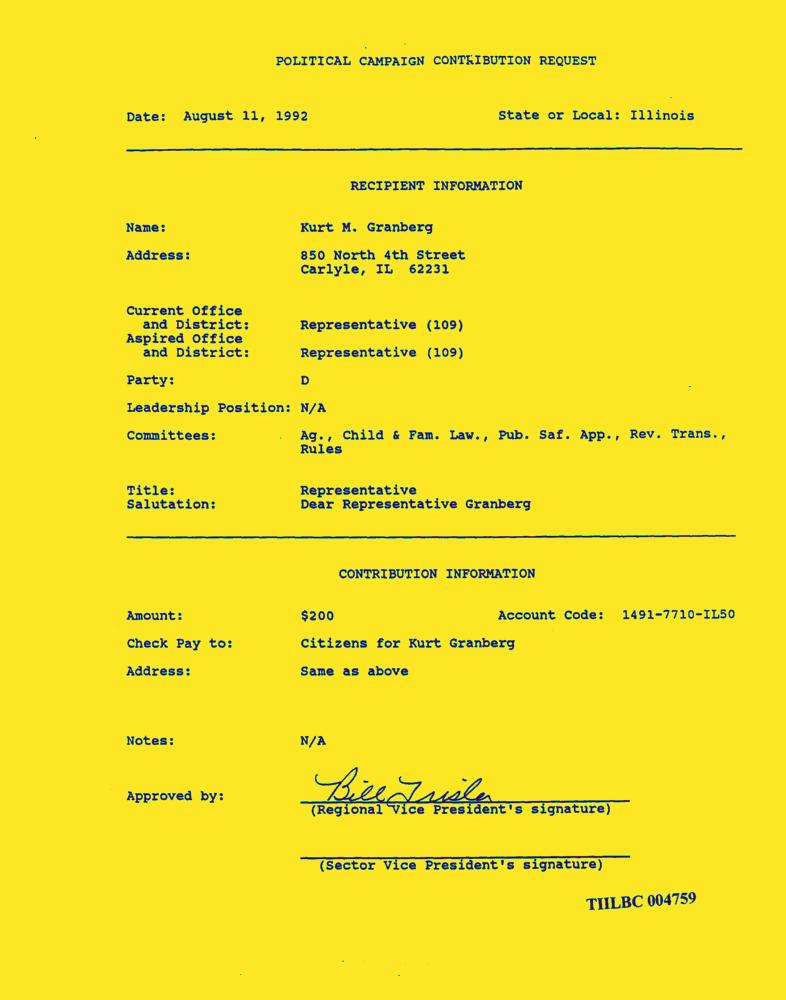 POLITICAL CAMPAIGN CONTRIBUTION REQUEST
Date: August 11, 1992 State or Local: Illinois
RECIPIENT INFORMATION
Name: Kurt M. Granberg
Address: 850 North 4th Street
Carlyle, IL 62231
Current Office
and District: Representative (109)
Aspired Office
and District: Representative (109)
Party: D
Leadership Position: N/A
Committees: Ag., Child & Fam. Law., Pub. Saf. App., Rev. Trans.,
Rules
Title: Representative
Salutation: Dear Representative Granberg
CONTRIBUTION INFORMATION
Amount: $200 Account Code: 1491-7710-IL50
Check Pay to: Citizens for Kurt Granberg
Address: Same as above
Notes: N/A
Approved by: Bill Trisler
(Regional Vice President's signature)
(Sector Vice President's signature)
TIILBC 004759